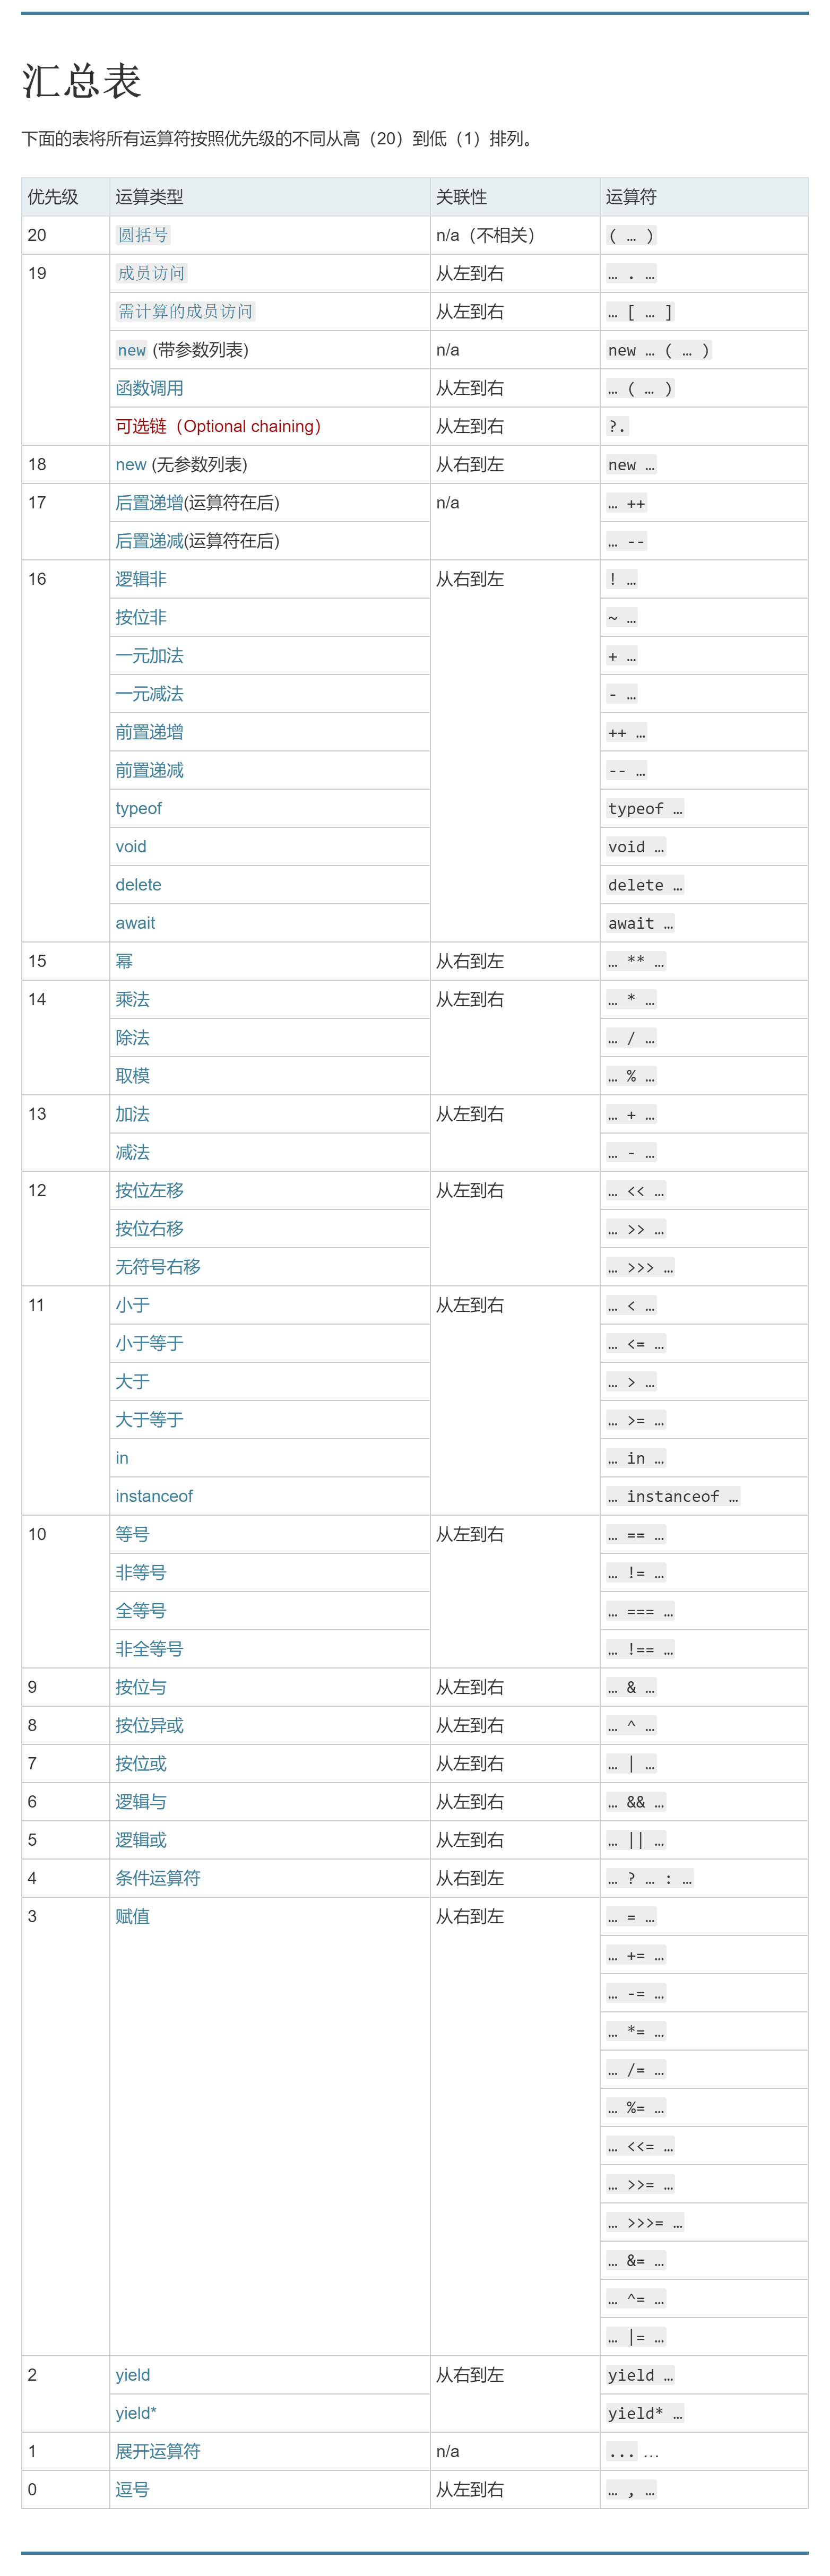 汇总表
下面的表将所有运算符按照优先级的不同从高（20）到低（1）排列。
优先级 运算类型 关联性 运算符
20 圆括号 n/a（不相关） ( … )
19 成员访问 从左到右 … . …
需计算的成员访问 从左到右 … [ … ]
new (带参数列表) n/a new … ( … )
函数调用 从左到右 … ( … )
可选链（Optional chaining） 从左到右 ?.
18 new (无参数列表) 从右到左 new …
17 后置递增(运算符在后) n/a … ++
后置递减(运算符在后) … --
16 逻辑非 从右到左 ! …
按位非 ~ …
一元加法 + …
一元减法 - …
前置递增 ++ …
前置递减 -- …
typeof typeof …
void void …
delete delete …
await await …
15 幂 从右到左 … ** …
14 乘法 从左到右 … * …
除法 … / …
取模 … % …
13 加法 从左到右 … + …
减法 … - …
12 按位左移 从左到右 … << …
按位右移 … >> …
无符号右移 … >>> …
11 小于 从左到右 … < …
小于等于 … <= …
大于 … > …
大于等于 … >= …
in … in …
instanceof … instanceof …
10 等号 从左到右 … == …
非等号 … != …
全等号 … === …
非全等号 … !== …
9 按位与 从左到右 … & …
8 按位异或 从左到右 … ^ …
7 按位或 从左到右 … | …
6 逻辑与 从左到右 … && …
5 逻辑或 从左到右 … || …
4 条件运算符 从右到左 … ? … : …
3 赋值 从右到左 … = …
… += …
… -= …
… *= …
… /= …
… %= …
… <<= …
… >>= …
… >>>= …
… &= …
… ^= …
… |= …
2 yield 从右到左 yield …
yield* yield* …
1 展开运算符 n/a ... …
0 逗号 从左到右 … , …